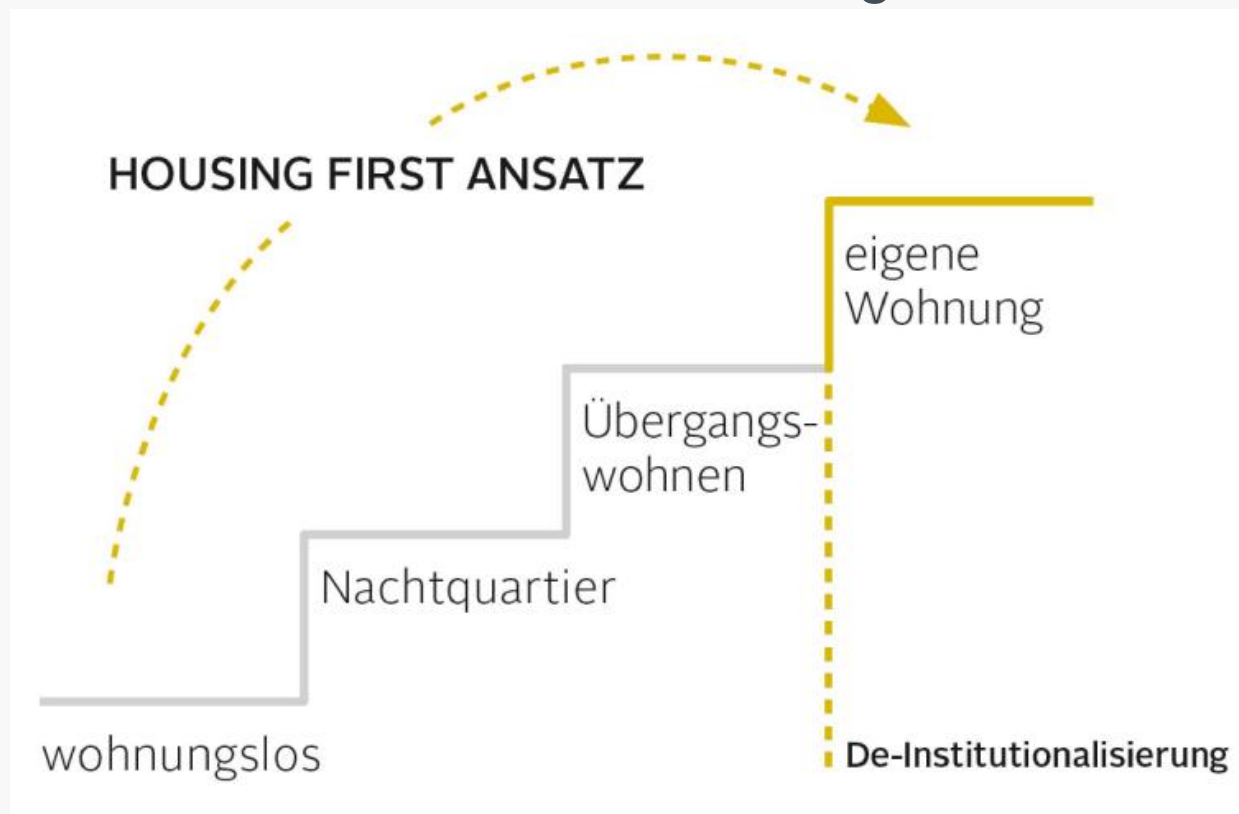 HOUSING FIRST ANSATZ
eigene
Wohnung
Übergangs-
wohnen
Nachtquartier
wohnungslos
De-Institutionalisierung